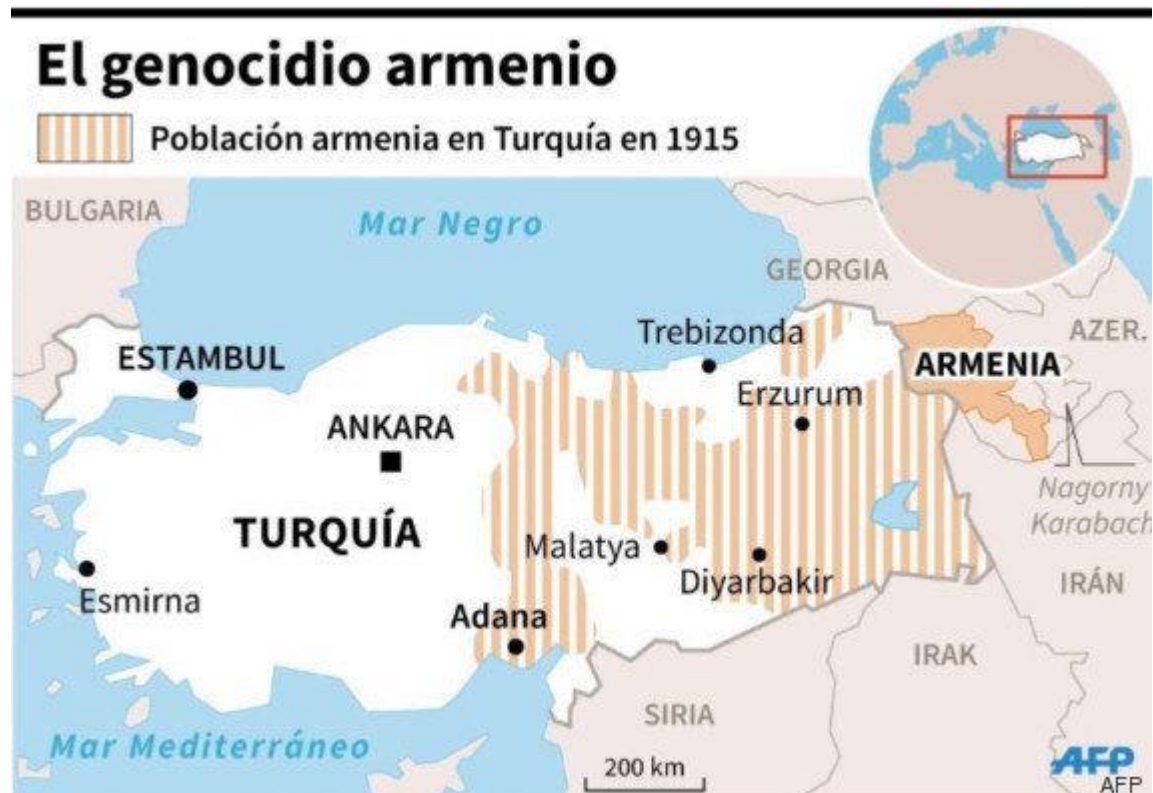 El genocidio armenio
Población armenia en Turquía en 1915
BULGARIA
Mar Negro
GEORGIA
Trebizonda
AZER.
ESTAMBUL
ARMENIA
Erzurum
ANKARA
Nagorny
Karabach
TURQUÍA
Malatya
Diyarbakir
IRÁN
Esmirna
Adana
IRAK
SIRIA
Mar Mediterráneo
200 km
AFP
AFP